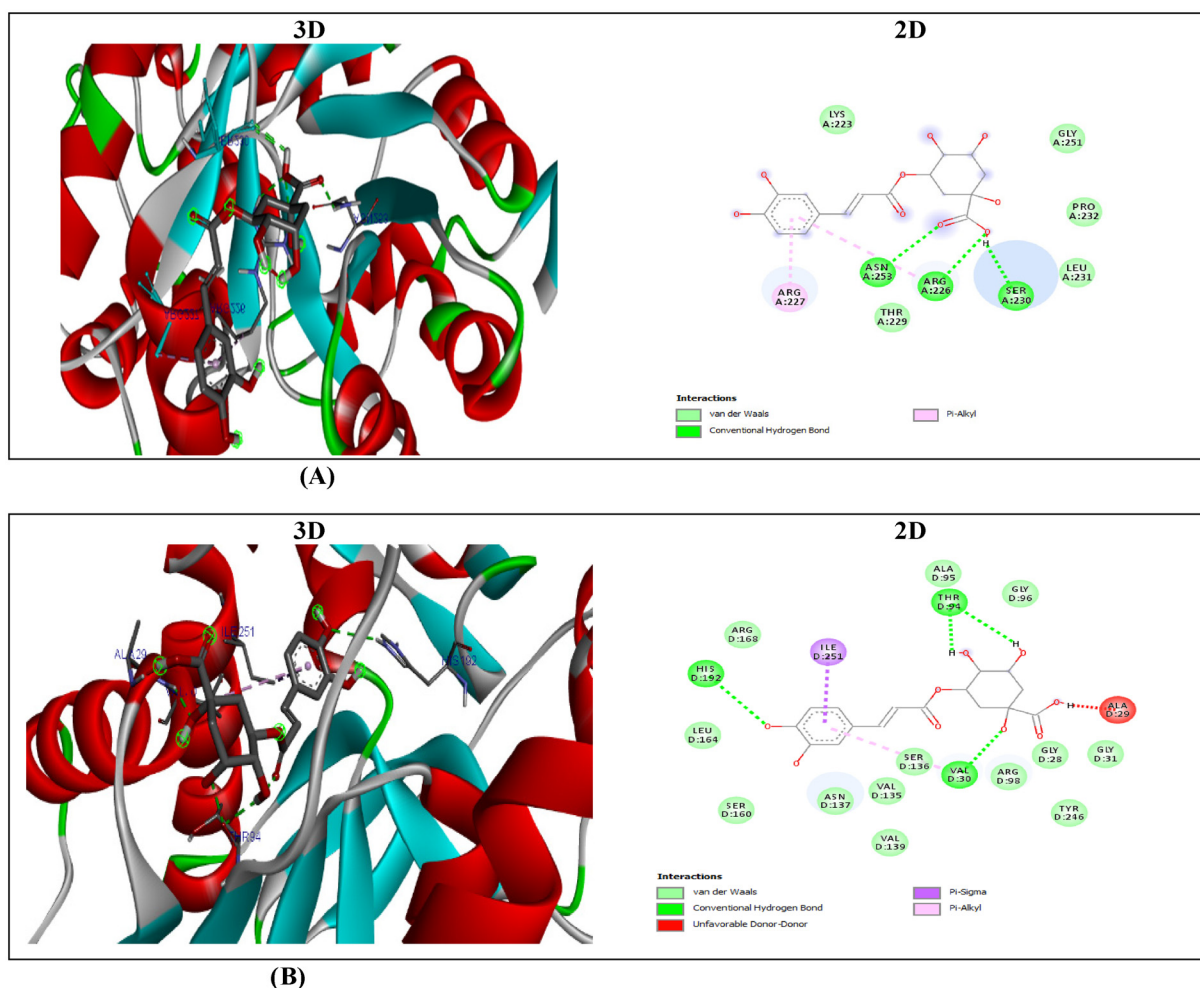 3D
2D
LYS
A:223
GLY
A:251
PRO
A:232
LEU
A:231
ASN
A:253
ARG
A:226
SER
A:230
ARG
A:227
THR
A:229
Interactions
van der Waals
Conventional Hydrogen Bond
Pi-Alkyl
H
(A)
3D
2D
ILE251
ALA29
HIS192
THR94
ALA
D:95
THR
D:94
GLY
D:96
ARG
D:168
ILE
D:251
HIS
D:192
H
H
H
ALA
D:29
LEU
D:164
SER
D:136
VAL
D:30
ARG
D:98
GLY
D:28
GLY
D:31
SER
D:160
ASN
D:137
VAL
D:135
TYR
D:246
VAL
D:139
Interactions
van der Waals
Conventional Hydrogen Bond
Unfavorable Donor-Donor
Pi-Sigma
Pi-Alkyl
(B)